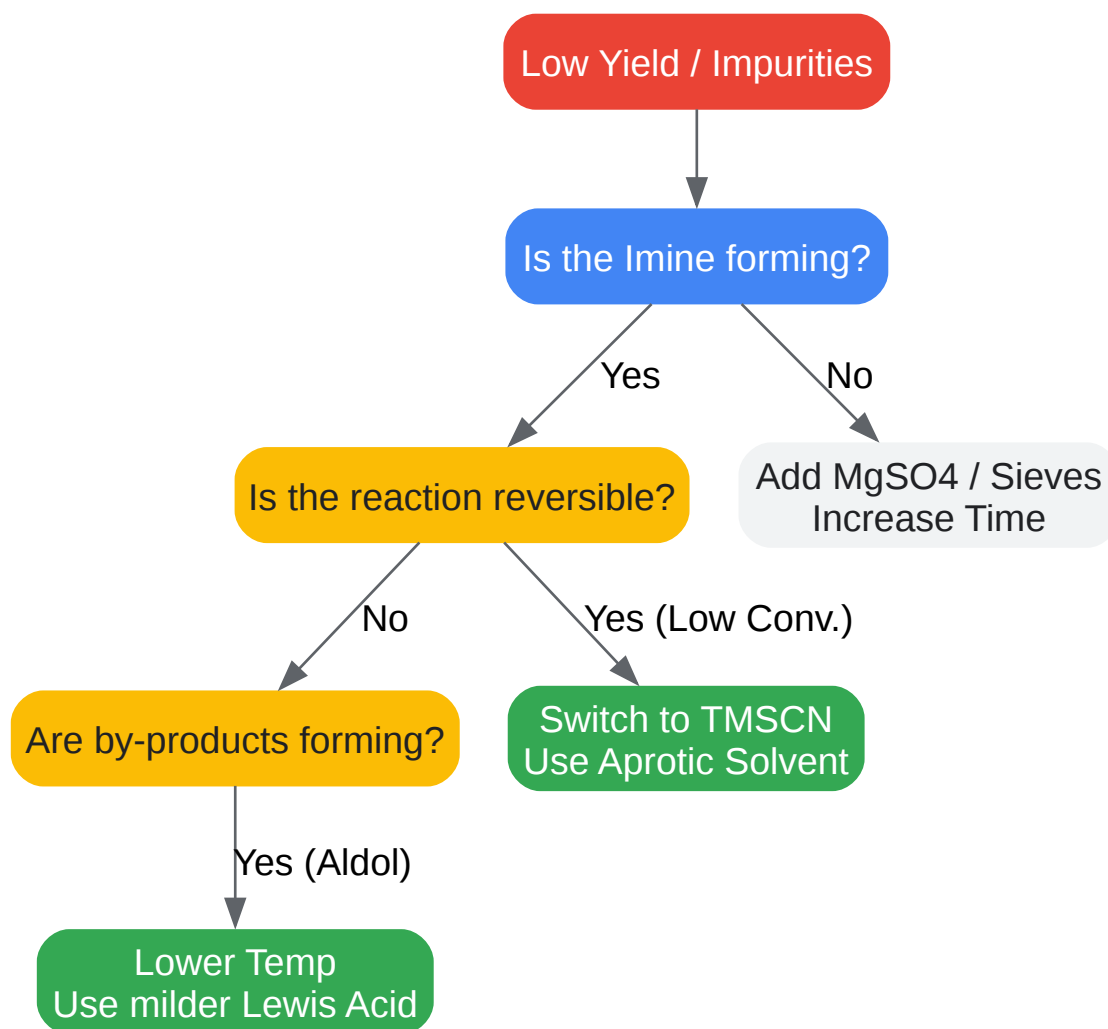 Low Yield / Impurities
Is the Imine forming?
Yes
No
Is the reaction reversible?
Add MgSO4 / Sieves
Increase Time
No
Yes (Low Conv.)
Are by-products forming?
Switch to TMSCN
Use Aprotic Solvent
Yes (Aldol)
Lower Temp
Use milder Lewis Acid